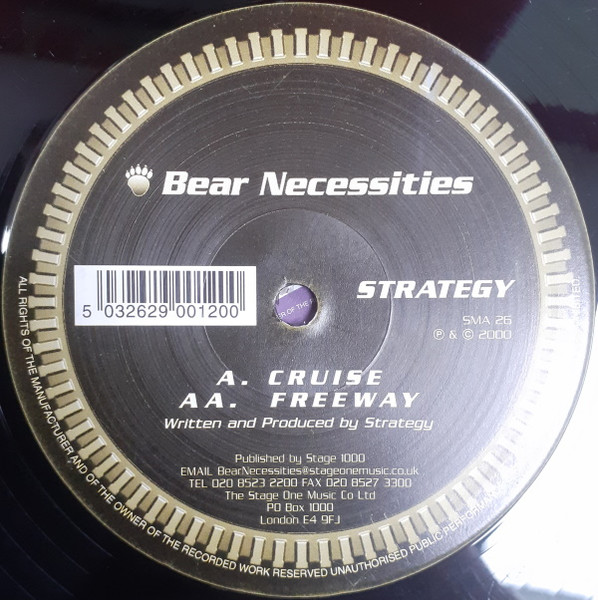 Bear Necessities
5 032629 001200
STRATEGY
SMA 26
℗ & © 2000
A. CRUISE
AA. FREEWAY
Written and Produced by Strategy
Published by Stage 1000
EMAIL BearNecessities@stageonemusic.co.uk
TEL 020 8523 2200 FAX 020 8527 3300
The Stage One Music Co Ltd
PO Box 1000
London E4 9FJ
ALL RIGHTS OF THE MANUFACTURER AND OF THE OWNER OF THE RECORDED WORK RESERVED UNAUTHORISED PUBLIC